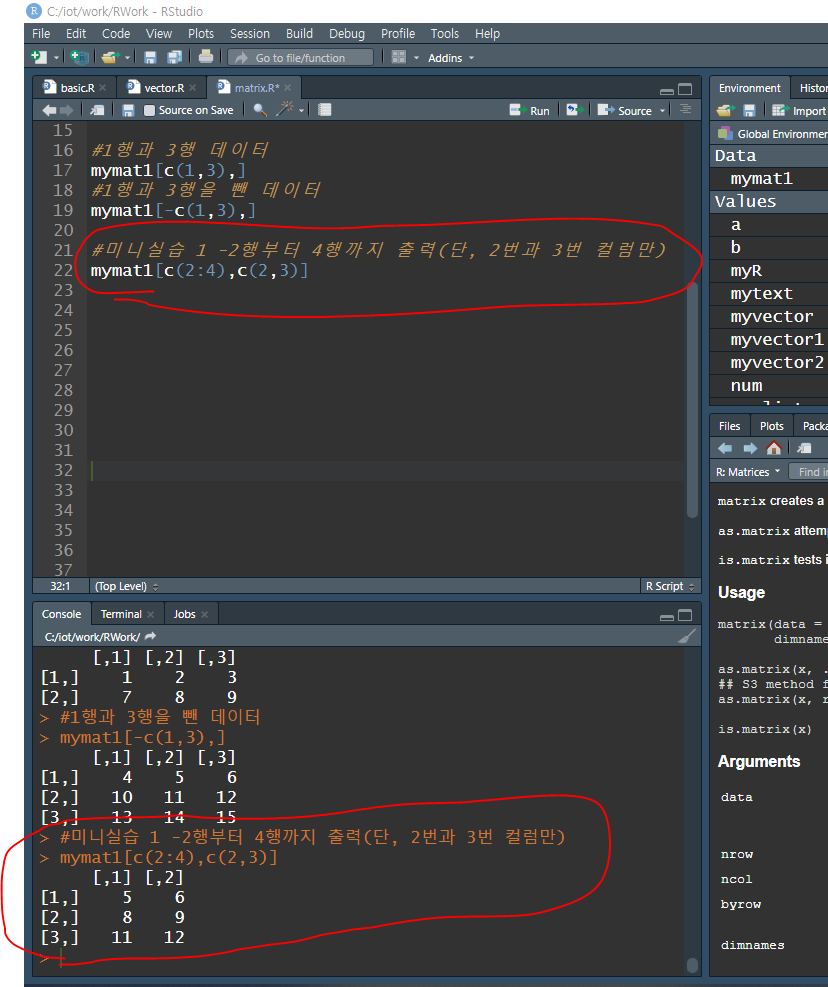 C:/iot/work/RWork - RStudio
File Edit Code View Plots Session Build Debug Profile Tools Help
Go to file/function Addins
basic.R vector.R matrix.R*
Source on Save Run Source
15
16 #1행과 3행 데이터
17 mymat1[c(1,3),]
18 #1행과 3행을 뺀 데이터
19 mymat1[-c(1,3),]
20
21 #미니실습 1 -2행부터 4행까지 출력(단, 2번과 3번 컬럼만)
22 mymat1[c(2:4),c(2,3)]
23
24
25
26
27
28
29
30
31
32
33
34
35
36
37
32:1 (Top Level) R Script
Console Terminal Jobs
C:/iot/work/RWork/
[,1] [,2] [,3]
[1,] 1 2 3
[2,] 7 8 9
> #1행과 3행을 뺀 데이터
> mymat1[-c(1,3),]
[,1] [,2] [,3]
[1,] 4 5 6
[2,] 10 11 12
[3,] 13 14 15
> #미니실습 1 -2행부터 4행까지 출력(단, 2번과 3번 컬럼만)
> mymat1[c(2:4),c(2,3)]
[,1] [,2]
[1,] 5 6
[2,] 8 9
[3,] 11 12
>
Environment Histor
Import
Global Environmen
Data
mymat1
Values
a
b
myR
mytext
myvector
myvector1
myvector2
num
Files Plots Packa
R: Matrices Find in
matrix creates a
as.matrix attemp
is.matrix tests i
Usage
matrix(data =
dimname
as.matrix(x, .
## S3 method f
as.matrix(x, r
is.matrix(x)
Arguments
data
nrow
ncol
byrow
dimnames